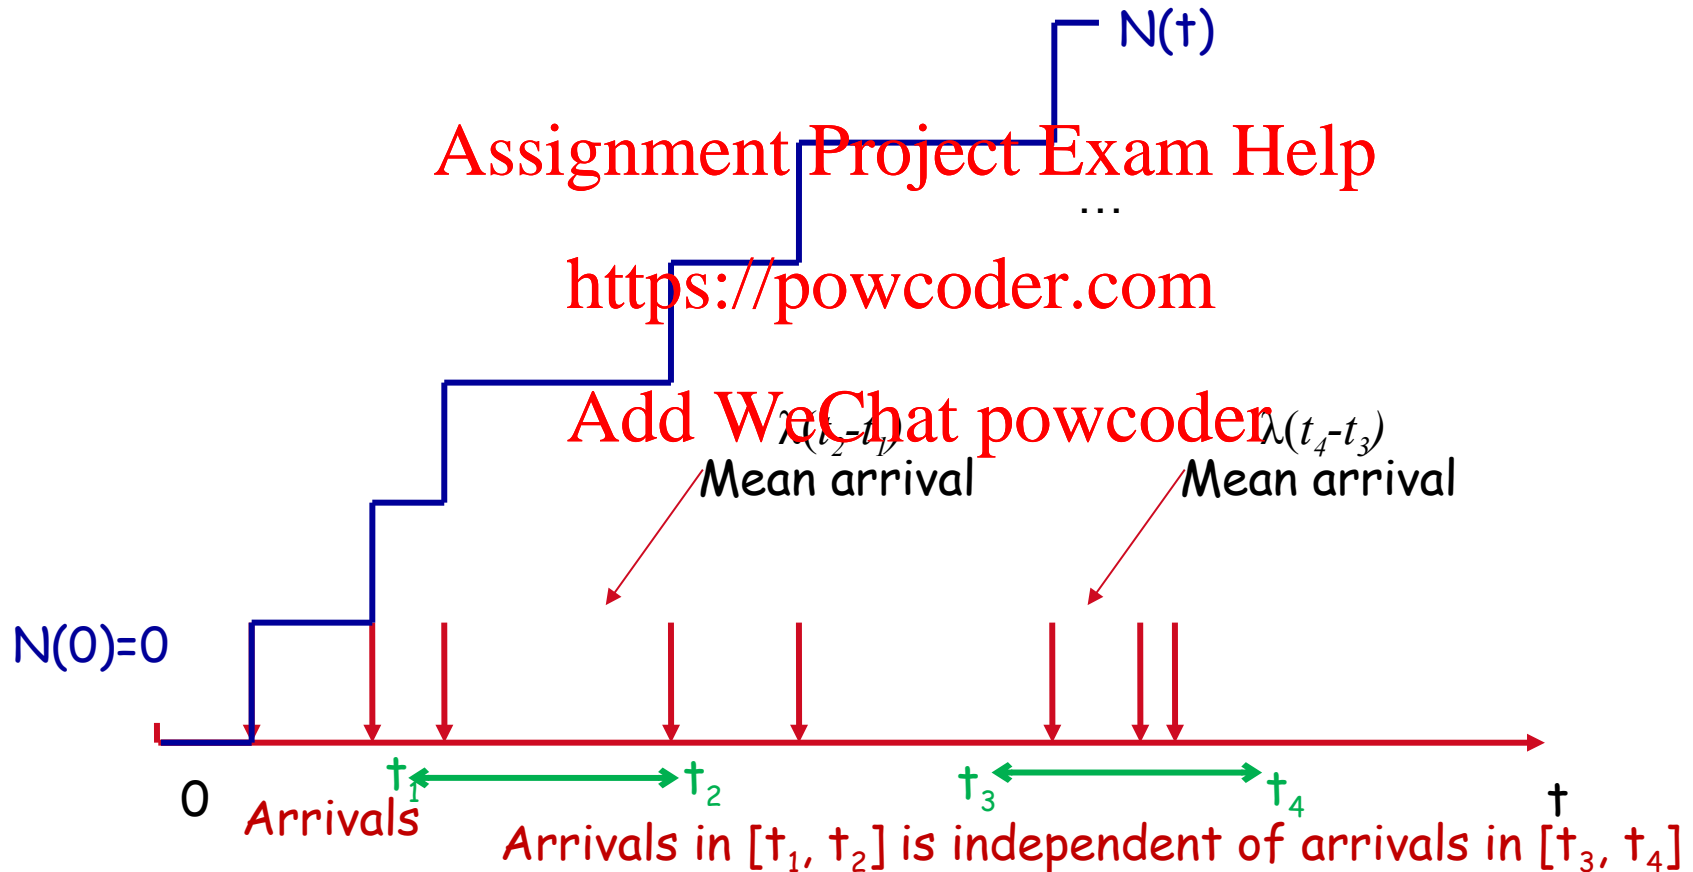 N(t)
Assignment Project Exam Help
...
https://powcoder.com
Add WeChat powcoder
λ(t₂-t₁)
λ(t₄-t₃)
Mean arrival
Mean arrival
N(0)=0
t₁
t₂
t₃
t₄
0
t
Arrivals
Arrivals in [t₁, t₂] is independent of arrivals in [t₃, t₄]